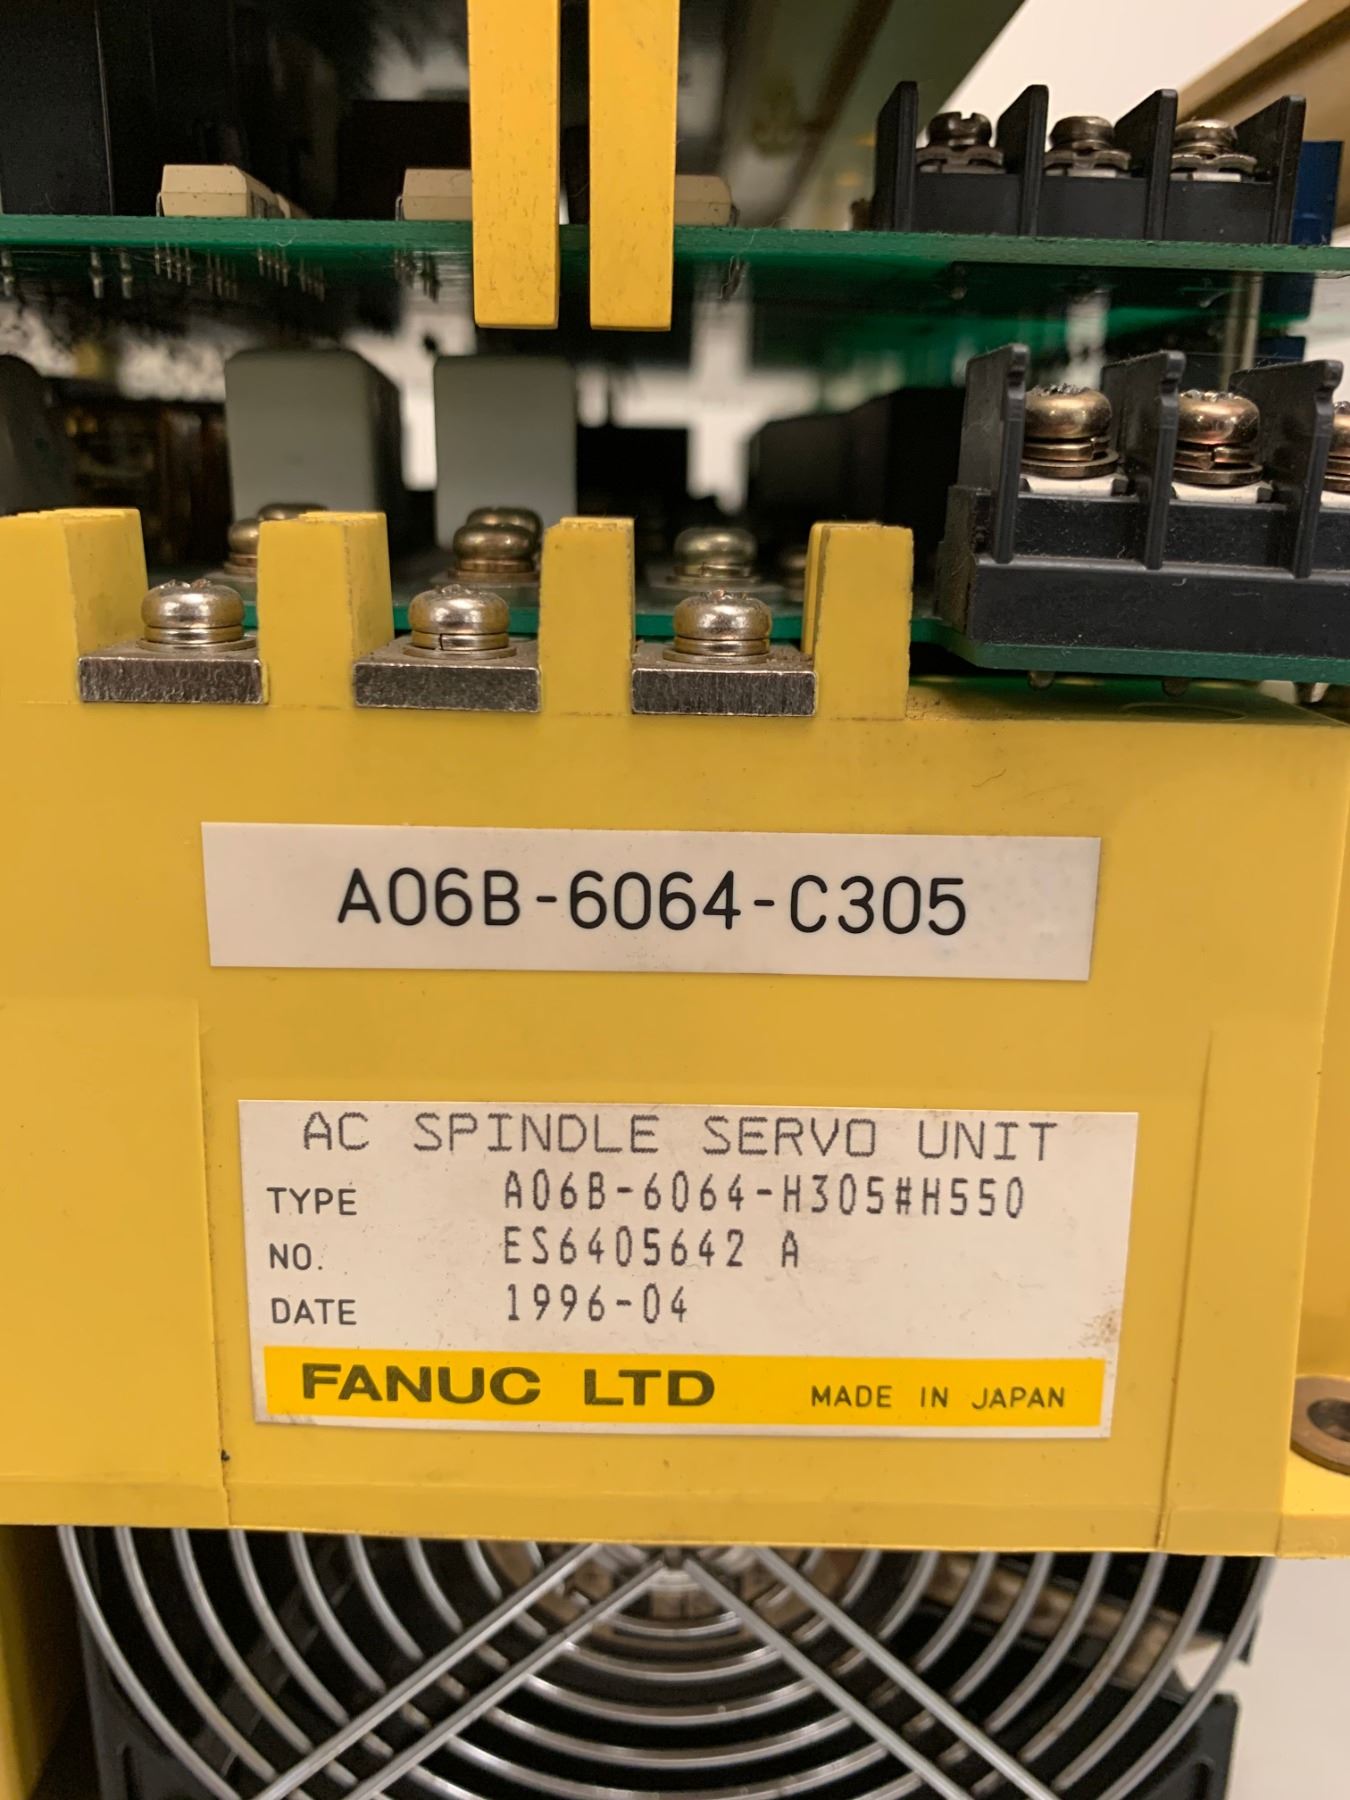 A06B-6064-C305
AC SPINDLE SERVO UNIT
TYPE A06B-6064-H305#H550
NO. ES6405642 A
DATE 1996-04
FANUC LTD MADE IN JAPAN